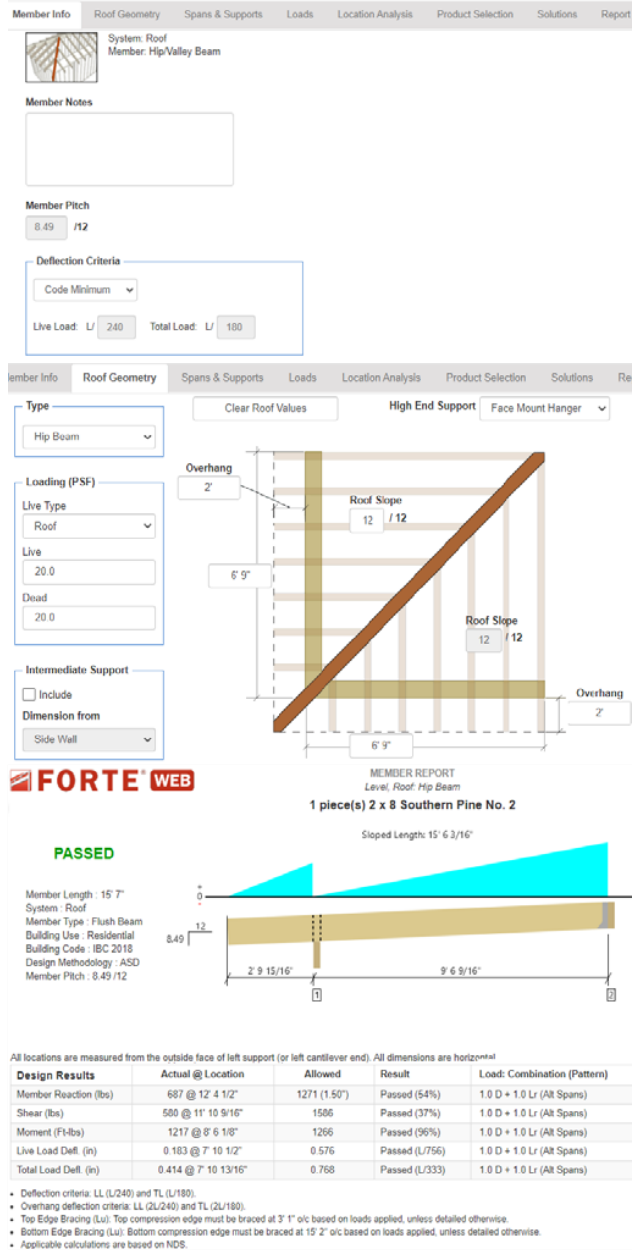 Member Info Roof Geometry Spans & Supports Loads Location Analysis Product Selection Solutions Report
System: Roof
Member: Hip/Valley Beam
Member Notes
Member Pitch
8.49 /12
Deflection Criteria
Code Minimum
Live Load: L/ 240 Total Load: L/ 180
ember Info Roof Geometry Spans & Supports Loads Location Analysis Product Selection Solutions Re
Type
Hip Beam
Clear Roof Values
High End Support Face Mount Hanger
Loading (PSF)
Live Type
Roof
Live
20.0
Dead
20.0
Intermediate Support
Include
Dimension from
Side Wall
Overhang
2'
Roof Slope
12 / 12
6' 9"
Roof Slope
12 / 12
Overhang
2'
6' 9"
FORTE WEB
MEMBER REPORT
Level, Roof: Hip Beam
1 piece(s) 2 x 8 Southern Pine No. 2
PASSED
Sloped Length: 15' 6 3/16"
Member Length : 15' 7"
System : Roof
Member Type : Flush Beam
Building Use : Residential
Building Code : IBC 2018
Design Methodology : ASD
Member Pitch : 8.49 /12
+
0
12
8.49
2' 9 15/16"
9' 6 9/16"
1
2
All locations are measured from the outside face of left support (or left cantilever end). All dimensions are horizontal
Design Results Actual @ Location Allowed Result Load: Combination (Pattern)
Member Reaction (lbs) 687 @ 12' 4 1/2" 1271 (1.50") Passed (54%) 1.0 D + 1.0 Lr (Alt Spans)
Shear (lbs) 580 @ 11' 10 9/16" 1586 Passed (37%) 1.0 D + 1.0 Lr (Alt Spans)
Moment (Ft-lbs) 1217 @ 8' 6 1/8" 1266 Passed (96%) 1.0 D + 1.0 Lr (Alt Spans)
Live Load Defl. (in) 0.183 @ 7' 10 1/2" 0.576 Passed (L/756) 1.0 D + 1.0 Lr (Alt Spans)
Total Load Defl. (in) 0.414 @ 7' 10 13/16" 0.768 Passed (L/333) 1.0 D + 1.0 Lr (Alt Spans)
• Deflection criteria: LL (L/240) and TL (L/180).
• Overhang deflection criteria: LL (2L/240) and TL (2L/180).
• Top Edge Bracing (Lu): Top compression edge must be braced at 3' 1" o/c based on loads applied, unless detailed otherwise.
• Bottom Edge Bracing (Lu): Bottom compression edge must be braced at 15' 2" o/c based on loads applied, unless detailed otherwise.
• Applicable calculations are based on NDS.